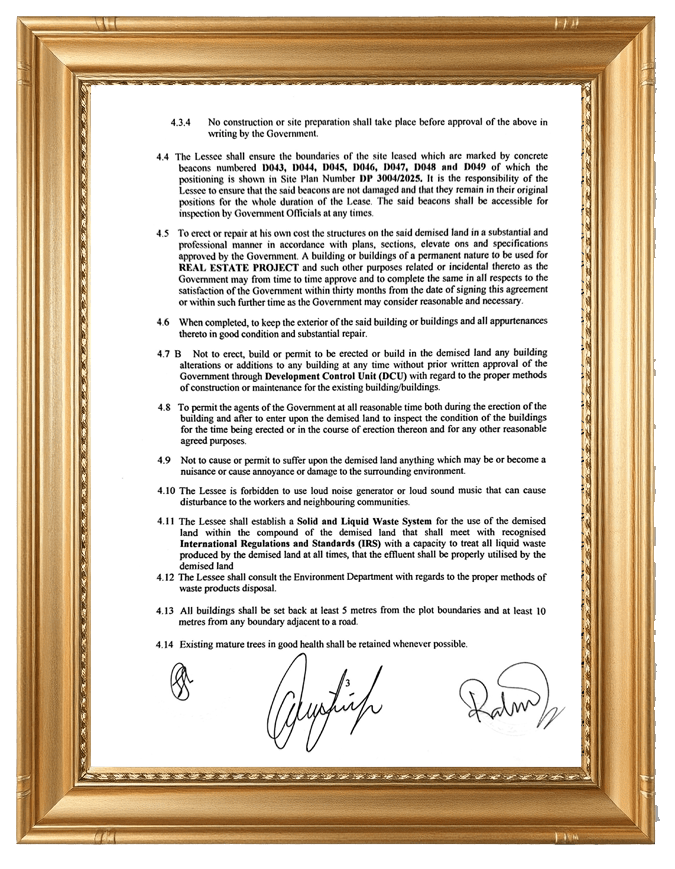 4.3.4 No construction or site preparation shall take place before approval of the above in
writing by the Government.
4.4 The Lessee shall ensure the boundaries of the site leased which are marked by concrete
beacons numbered D043, D044, D045, D046, D047, D048 and D049 of which the
positioning is shown in Site Plan Number DP 3004/2025. It is the responsibility of the
Lessee to ensure that the said beacons are not damaged and that they remain in their original
positions for the whole duration of the Lease. The said beacons shall be accessible for
inspection by Government Officials at any times.
4.5 To erect or repair at his own cost the structures on the said demised land in a substantial and
professional manner in accordance with plans, sections, elevate ons and specifications
approved by the Government. A building or buildings of a permanent nature to be used for
REAL ESTATE PROJECT and such other purposes related or incidental thereto as the
Government may from time to time approve and to complete the same in all respects to the
satisfaction of the Government within thirty months from the date of signing this agreement
or within such further time as the Government may consider reasonable and necessary.
4.6 When completed, to keep the exterior of the said building or buildings and all appurtenances
thereto in good condition and substantial repair.
4.7 B Not to erect, build or permit to be erected or build in the demised land any building
alterations or additions to any building at any time without prior written approval of the
Government through Development Control Unit (DCU) with regard to the proper methods
of construction or maintenance for the existing building/buildings.
4.8 To permit the agents of the Government at all reasonable time both during the erection of the
building and after to enter upon the demised land to inspect the condition of the buildings
for the time being erected or in the course of erection thereon and for any other reasonable
agreed purposes.
4.9 Not to cause or permit to suffer upon the demised land anything which may be or become a
nuisance or cause annoyance or damage to the surrounding environment.
4.10 The Lessee is forbidden to use loud noise generator or loud sound music that can cause
disturbance to the workers and neighbouring communities.
4.11 The Lessee shall establish a Solid and Liquid Waste System for the use of the demised
land within the compound of the demised land that shall meet with recognised
International Regulations and Standards (IRS) with a capacity to treat all liquid waste
produced by the demised land at all times, that the effluent shall be properly utilised by the
demised land
4.12 The Lessee shall consult the Environment Department with regards to the proper methods of
waste products disposal.
4.13 All buildings shall be set back at least 5 metres from the plot boundaries and at least 10
metres from any boundary adjacent to a road.
4.14 Existing mature trees in good health shall be retained whenever possible.
3